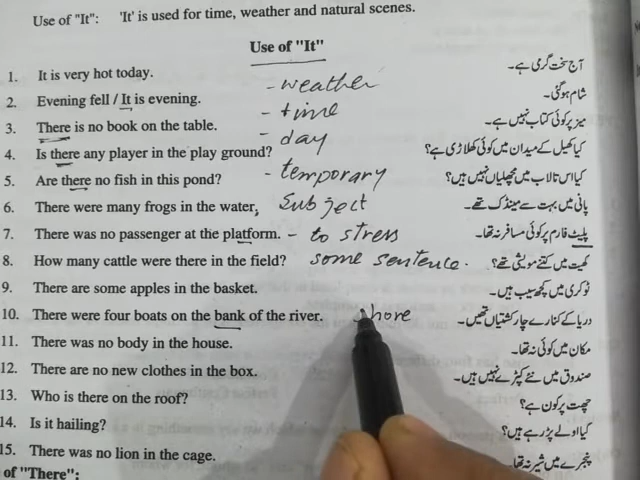 Use of "It": 'It' is used for time, weather and natural scenes.
Use of "It"
1. It is very hot today. آج سخت گرمی ہے۔
- weather
2. Evening fell / It is evening. شام ہوگئی۔
- time
3. There is no book on the table. میز پر کوئی کتاب نہیں ہے۔
- day
4. Is there any player in the play ground? کیا کھیل کے میدان میں کوئی کھلاڑی ہے؟
- temporary
5. Are there no fish in this pond? کیا اس تالاب میں مچھلیاں نہیں ہیں؟
6. There were many frogs in the water, Subject پانی میں بہت سے مینڈک تھے۔
7. There was no passenger at the platform. - to stress پلیٹ فارم پر کوئی مسافر نہ تھا۔
8. How many cattle were there in the field? some sentence. کھیت میں کتنے مویشی تھے؟
9. There are some apples in the basket. ٹوکری میں کچھ سیب ہیں۔
10. There were four boats on the bank of the river. shore دریا کے کنارے چار کشتیاں تھیں۔
11. There was no body in the house. مکان میں کوئی نہ تھا۔
12. There are no new clothes in the box. صندوق میں نئے کپڑے نہیں ہیں۔
13. Who is there on the roof? چھت پر کون ہے؟
14. Is it hailing? کیا اولے پڑ رہے ہیں؟
15. There was no lion in the cage. پنجرے میں شیر نہ تھا۔
of "There":